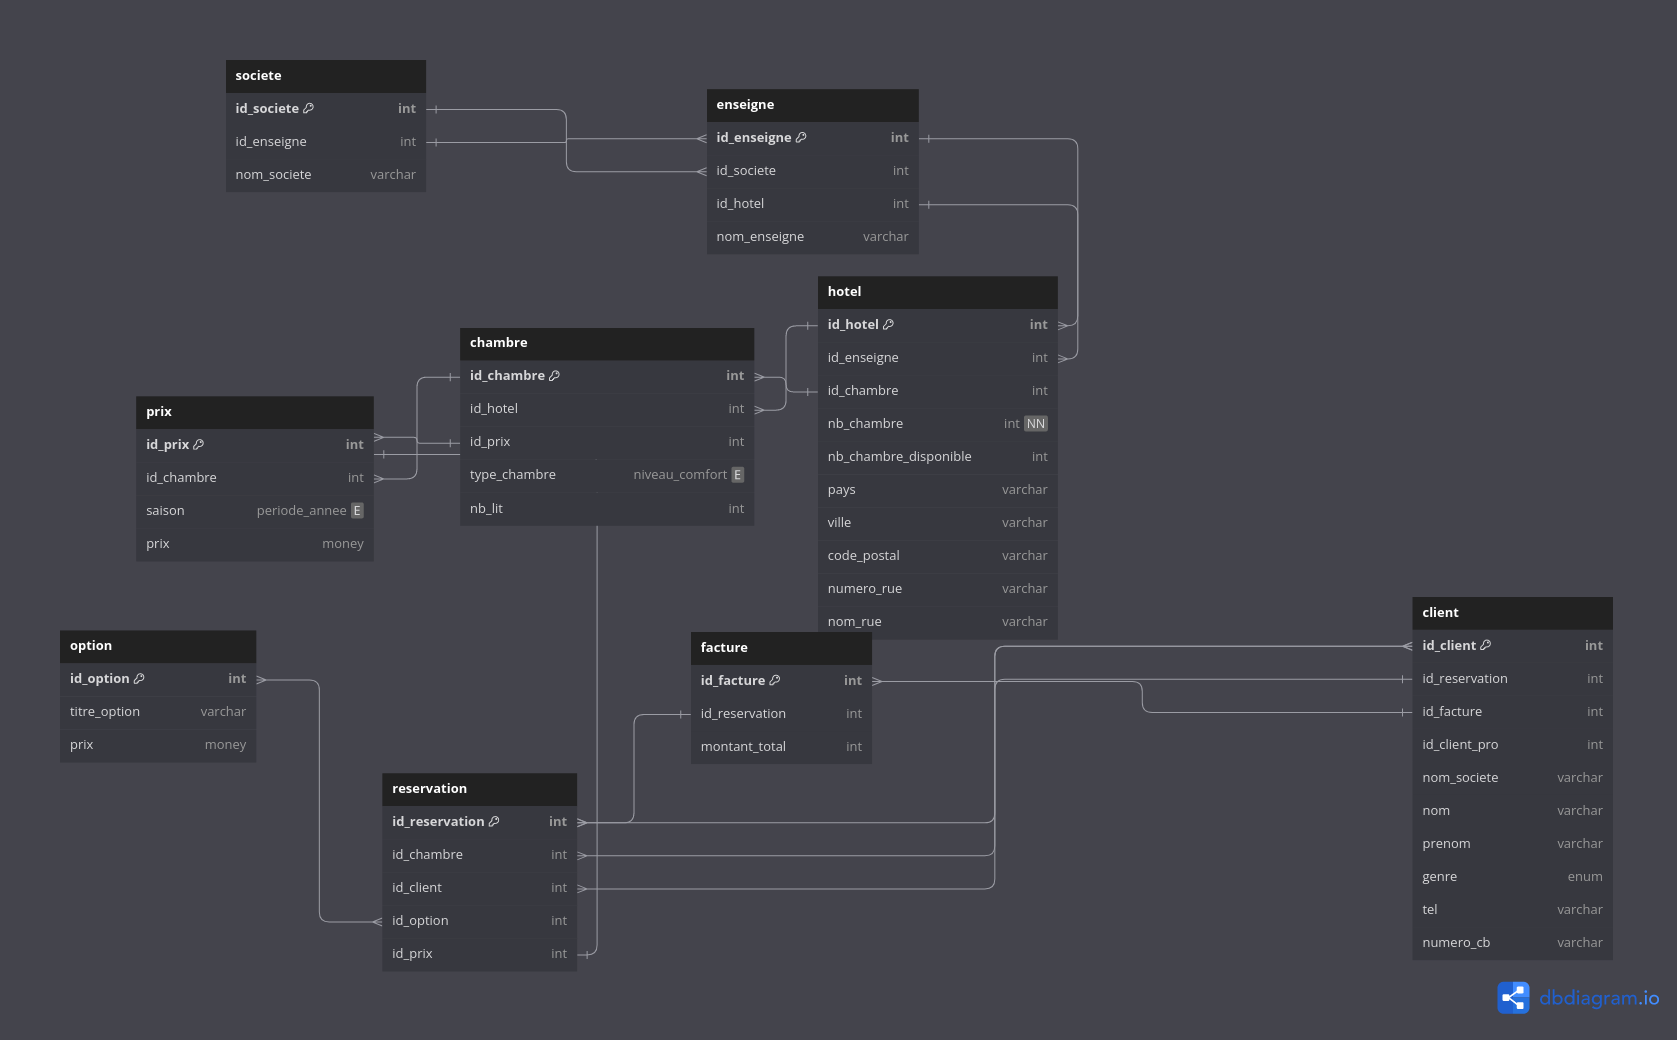 societe
id_societe int
id_enseigne int
nom_societe varchar
enseigne
id_enseigne int
id_societe int
id_hotel int
nom_enseigne varchar
hotel
id_hotel int
id_enseigne int
id_chambre int
nb_chambre int NN
nb_chambre_disponible int
pays varchar
ville varchar
code_postal varchar
numero_rue varchar
nom_rue varchar
chambre
id_chambre int
id_hotel int
id_prix int
type_chambre niveau_comfort E
nb_lit int
prix
id_prix int
id_chambre int
saison periode_annee E
prix money
option
id_option int
titre_option varchar
prix money
facture
id_facture int
id_reservation int
montant_total int
client
id_client int
id_reservation int
id_facture int
id_client_pro int
nom_societe varchar
nom varchar
prenom varchar
genre enum
tel varchar
numero_cb varchar
reservation
id_reservation int
id_chambre int
id_client int
id_option int
id_prix int
dbdiagram.io